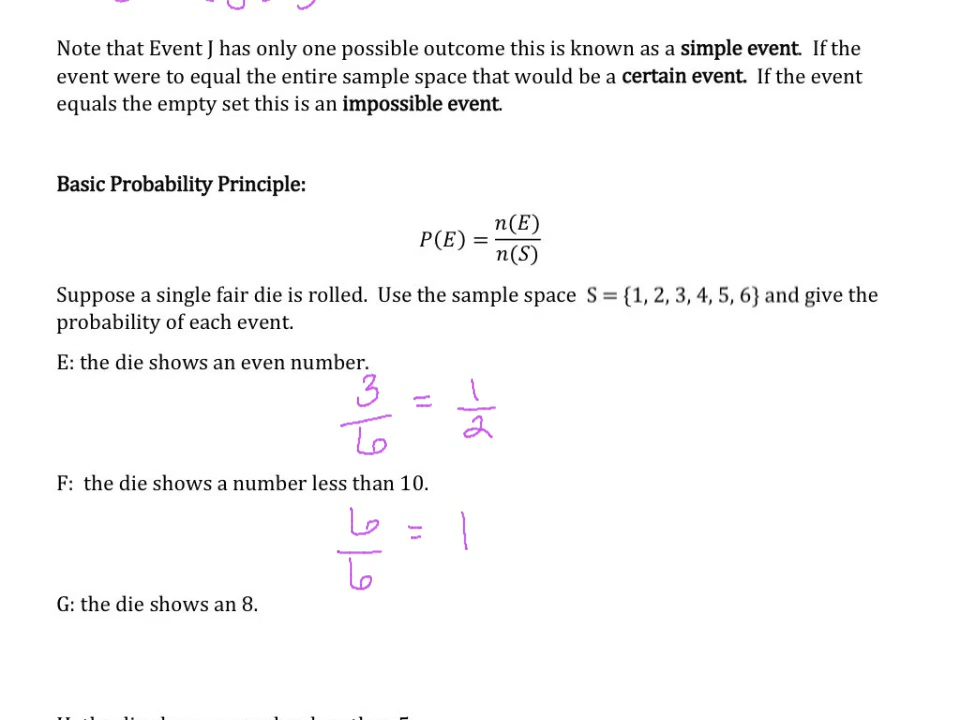 Note that Event J has only one possible outcome this is known as a simple event. If the
event were to equal the entire sample space that would be a certain event. If the event
equals the empty set this is an impossible event.
Basic Probability Principle:
P(E) = n(E)/n(S)
Suppose a single fair die is rolled. Use the sample space S = {1, 2, 3, 4, 5, 6} and give the
probability of each event.
E: the die shows an even number.
3/6 = 1/2
F: the die shows a number less than 10.
6/6 = 1
G: the die shows an 8.